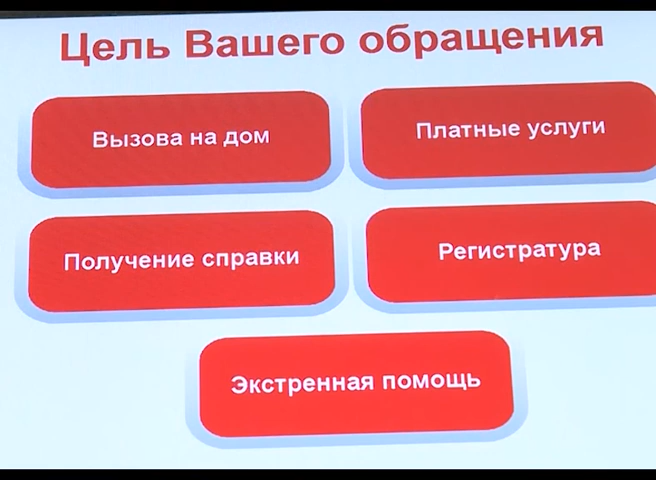 Цель Вашего обращения
Вызова на дом
Платные услуги
Получение справки
Регистратура
Экстренная помощь